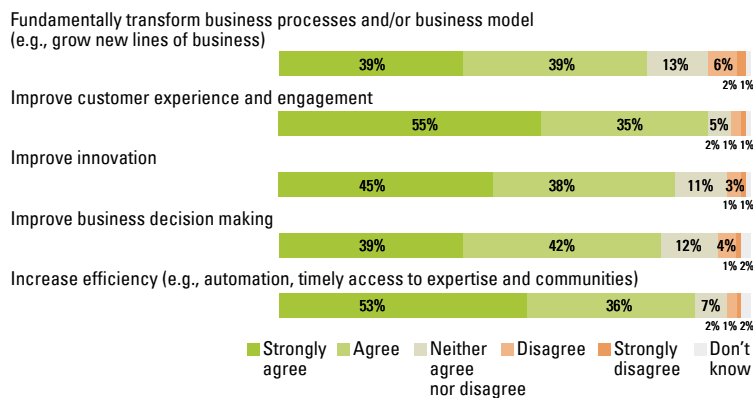 Fundamentally transform business processes and/or business model
(e.g., grow new lines of business)
39% 39% 13% 6%
2% 1%
Improve customer experience and engagement
55% 35% 5%
2% 1% 1%
Improve innovation
45% 38% 11% 3%
1% 1%
Improve business decision making
39% 42% 12% 4%
1% 2%
Increase efficiency (e.g., automation, timely access to expertise and communities)
53% 36% 7%
2% 1% 2%
Strongly agree
Agree
Neither agree nor disagree
Disagree
Strongly disagree
Don't know